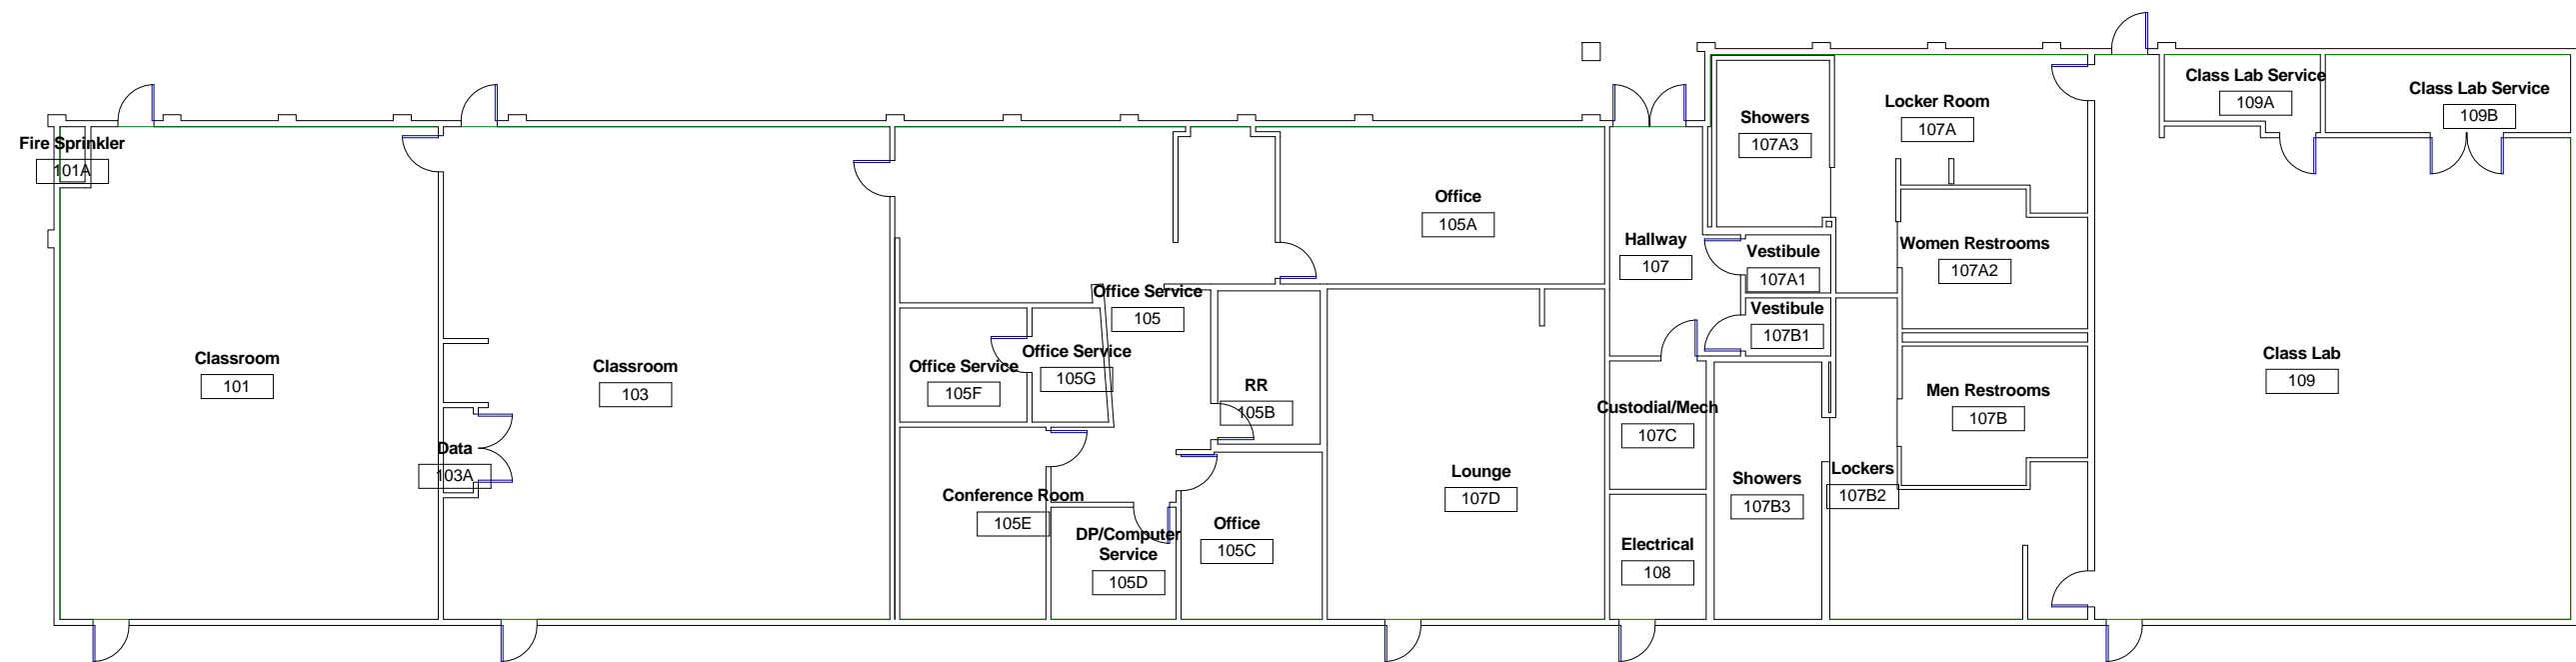 Fire Sprinkler
101A
Classroom
101
Classroom
103
Data
103A
Office Service
105
Office
105A
Office Service
105F
Office Service
105G
RR
105B
Conference Room
105E
DP/Computer
Service
105D
Office
105C
Lounge
107D
Hallway
107
Custodial/Mech
107C
Electrical
108
Showers
107A3
Vestibule
107A1
Vestibule
107B1
Showers
107B3
Locker Room
107A
Women Restrooms
107A2
Men Restrooms
107B
Lockers
107B2
Class Lab Service
109A
Class Lab Service
109B
Class Lab
109